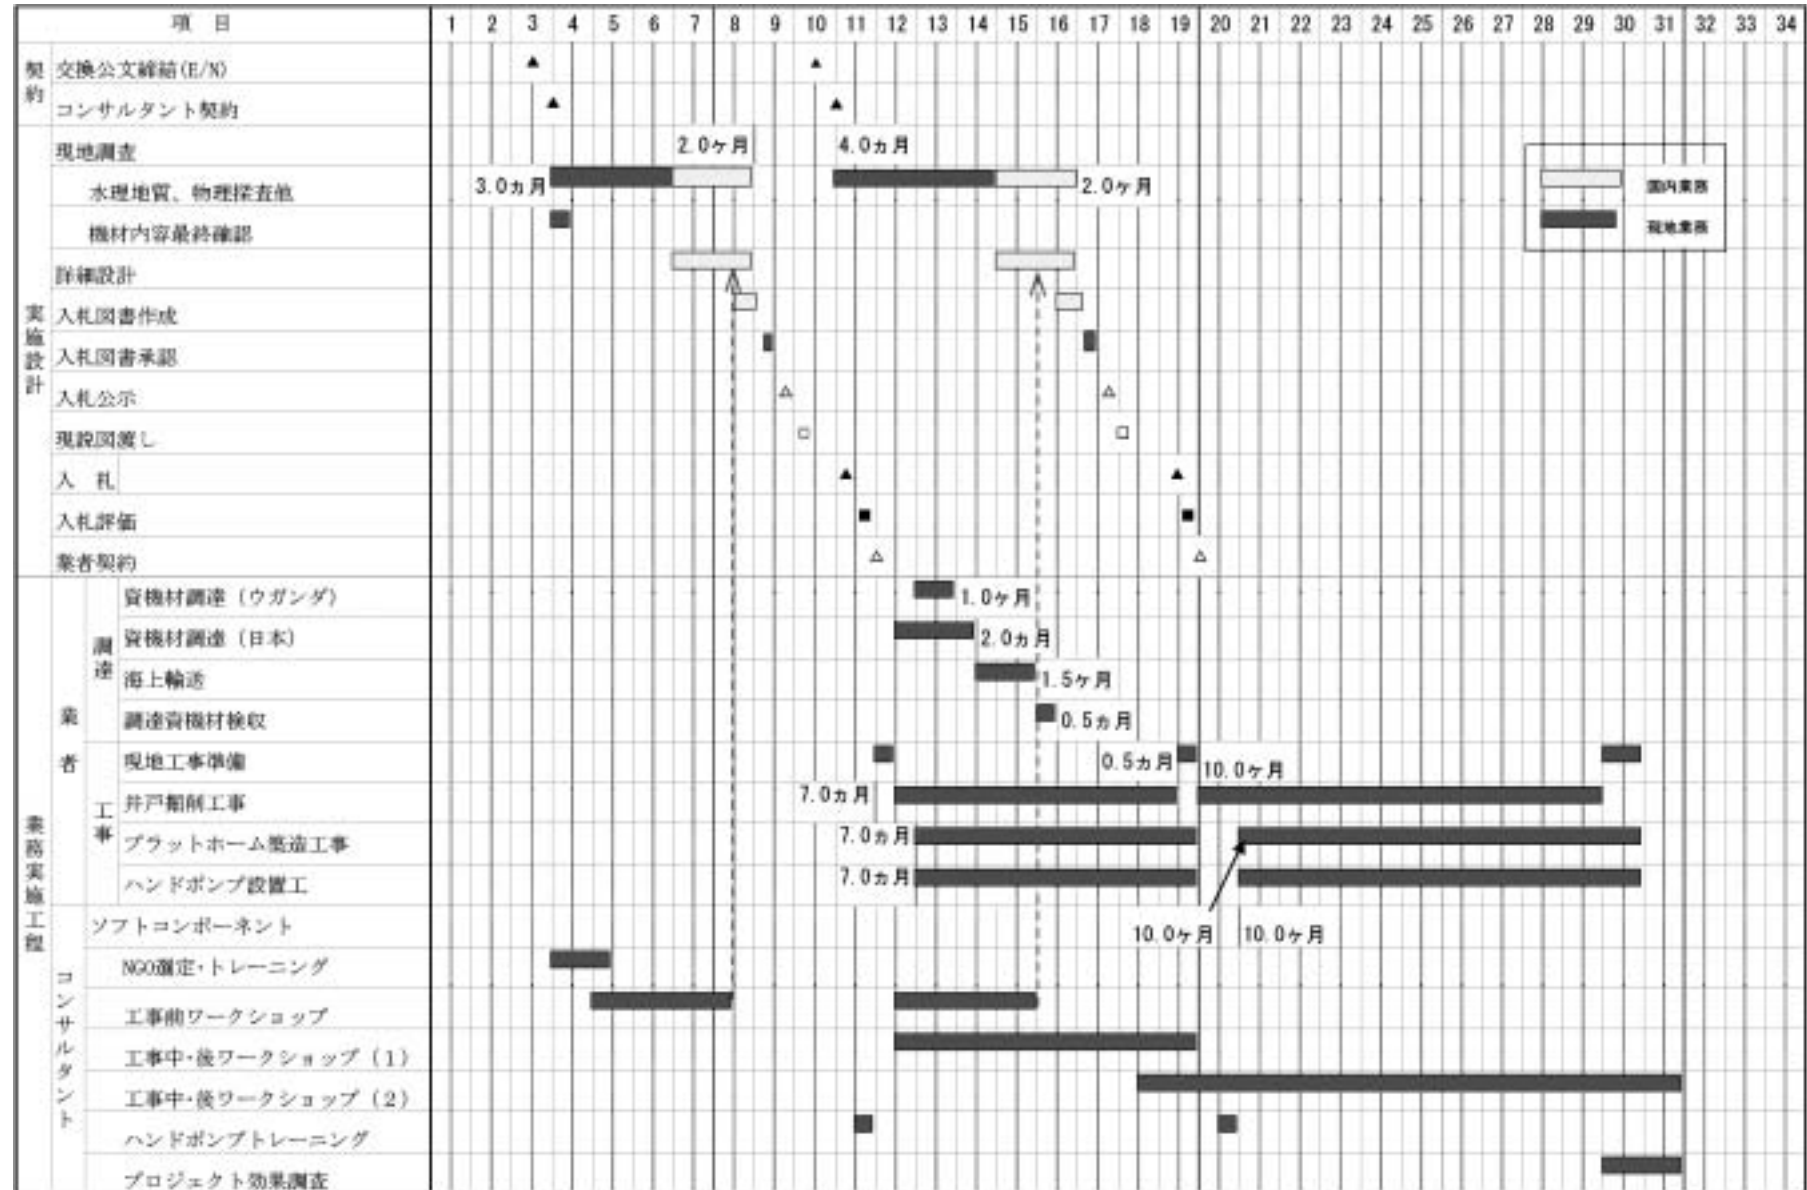 項 目 1 2 3 4 5 6 7 8 9 10 11 12 13 14 15 16 17 18 19 20 21 22 23 24 25 26 27 28 29 30 31 32 33 34
契約
交換公文締結(E/N)
コンサルタント契約
実施設計
現地調査 2.0ヶ月 4.0カ月
水理地質、物理探査他 3.0カ月 2.0ヶ月
国内業務
機材内容最終確認
現地業務
詳細設計
入札図書作成
入札図書承認
入札公示
現説図渡し
入 札
入札評価
業者契約
業務実施工程
業者
調達
資機材調達(ウガンダ) 1.0ヶ月
資機材調達(日本) 2.0カ月
海上輸送 1.5ヶ月
調達資機材検収 0.5カ月
工事
現地工事準備 0.5カ月 10.0ヶ月
井戸掘削工事 7.0カ月
プラットホーム築造工事 7.0カ月
ハンドポンプ設置工 7.0カ月
コンサルタント
ソフトコンポーネント 10.0ヶ月 10.0ヶ月
NGO選定・トレーニング
工事前ワークショップ
工事中・後ワークショップ(1)
工事中・後ワークショップ(2)
ハンドポンプトレーニング
プロジェクト効果調査